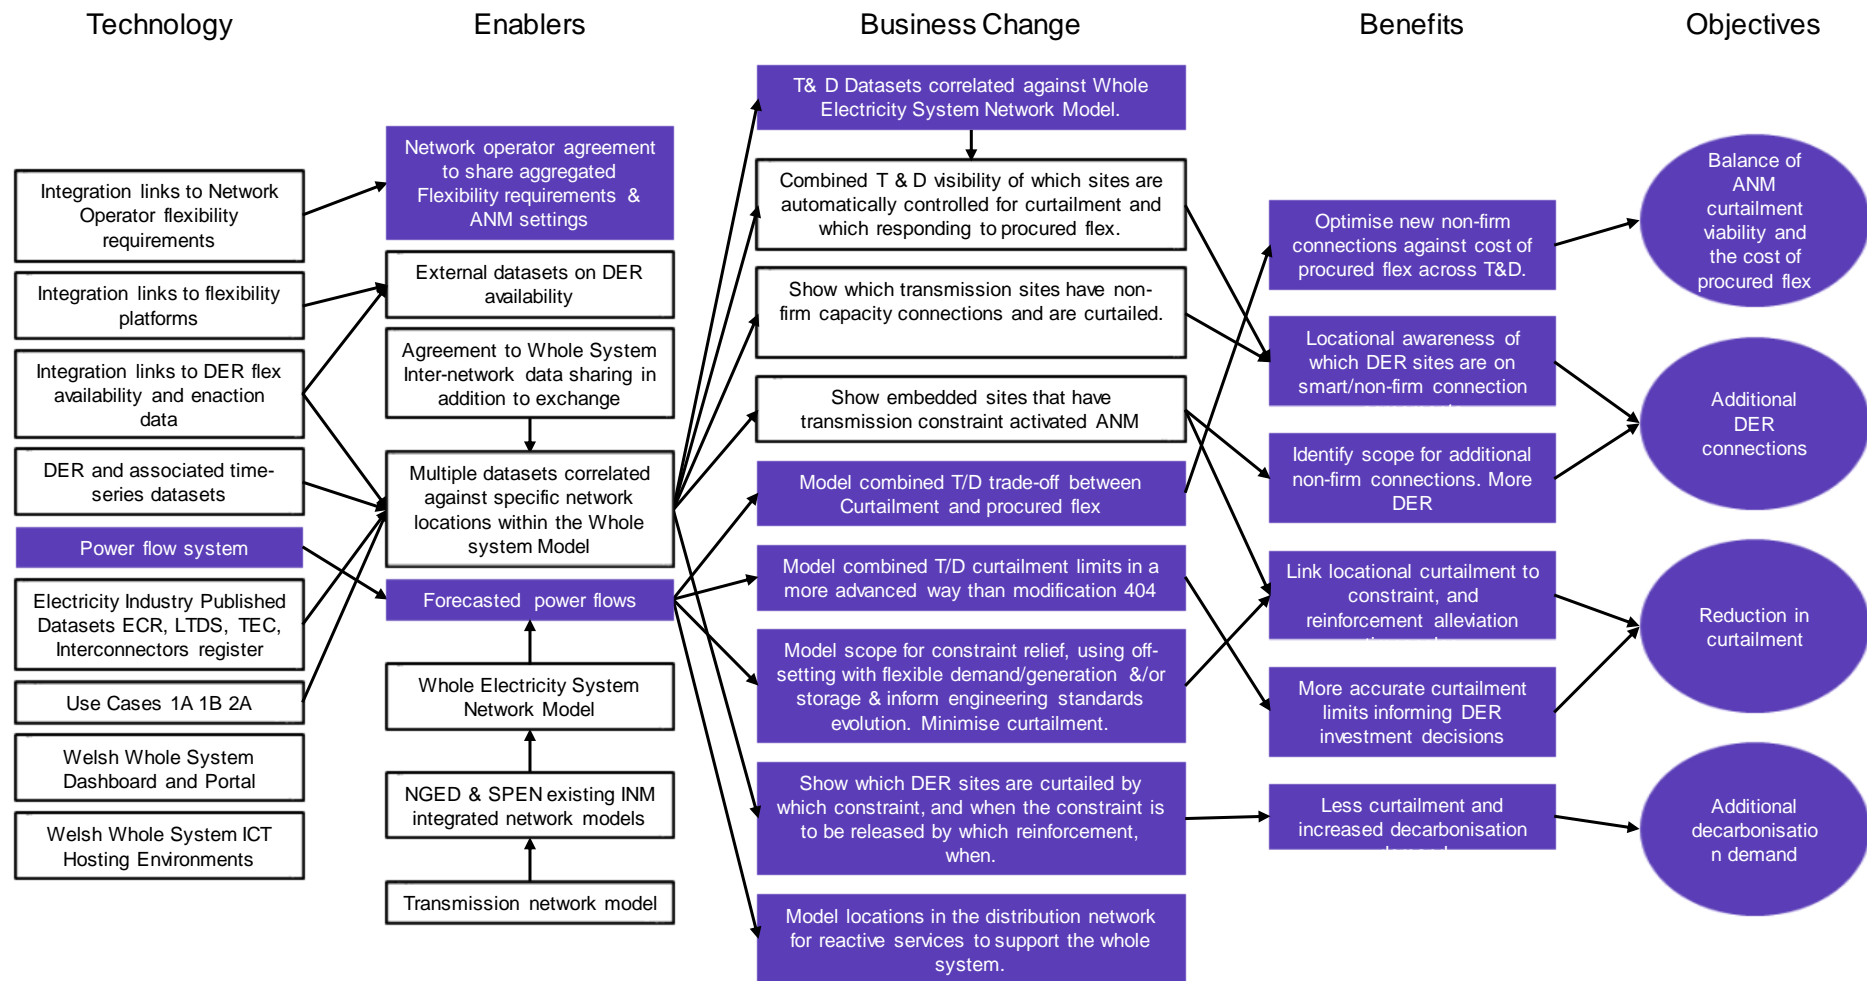 Technology
Enablers
Business Change
Benefits
Objectives
Integration links to Network
Operator flexibility
requirements
Integration links to flexibility
platforms
Integration links to DER flex
availability and enaction
data
DER and associated time-
series datasets
Power flow system
Electricity Industry Published
Datasets ECR, LTDS, TEC,
Interconnectors register
Use Cases 1A 1B 2A
Welsh Whole System
Dashboard and Portal
Welsh Whole System ICT
Hosting Environments
Network operator agreement
to share aggregated
Flexibility requirements &
ANM settings
External datasets on DER
availability
Agreement to Whole System
Inter-network data sharing in
addition to exchange
Multiple datasets correlated
against specific network
locations within the Whole
system Model
Forecasted power flows
Whole Electricity System
Network Model
NGED & SPEN existing INM
integrated network models
Transmission network model
T& D Datasets correlated against Whole
Electricity System Network Model.
Combined T & D visibility of which sites are
automatically controlled for curtailment and
which responding to procured flex.
Show which transmission sites have non-
firm capacity connections and are curtailed.
Show embedded sites that have
transmission constraint activated ANM
Model combined T/D trade-off between
Curtailment and procured flex
Model combined T/D curtailment limits in a
more advanced way than modification 404
Model scope for constraint relief, using off-
setting with flexible demand/generation &/or
storage & inform engineering standards
evolution. Minimise curtailment.
Show which DER sites are curtailed by
which constraint, and when the constraint is
to be released by which reinforcement,
when.
Model locations in the distribution network
for reactive services to support the whole
system.
Optimise new non-firm
connections against cost of
procured flex across T&D.
Locational awareness of
which DER sites are on
smart/non-firm connection
Identify scope for additional
non-firm connections. More
DER
Link locational curtailment to
constraint, and
reinforcement alleviation
More accurate curtailment
limits informing DER
investment decisions
Less curtailment and
increased decarbonisation
Balance of
ANM
curtailment
viability and
the cost of
procured flex
Additional
DER
connections
Reduction in
curtailment
Additional
decarbonisatio
n demand